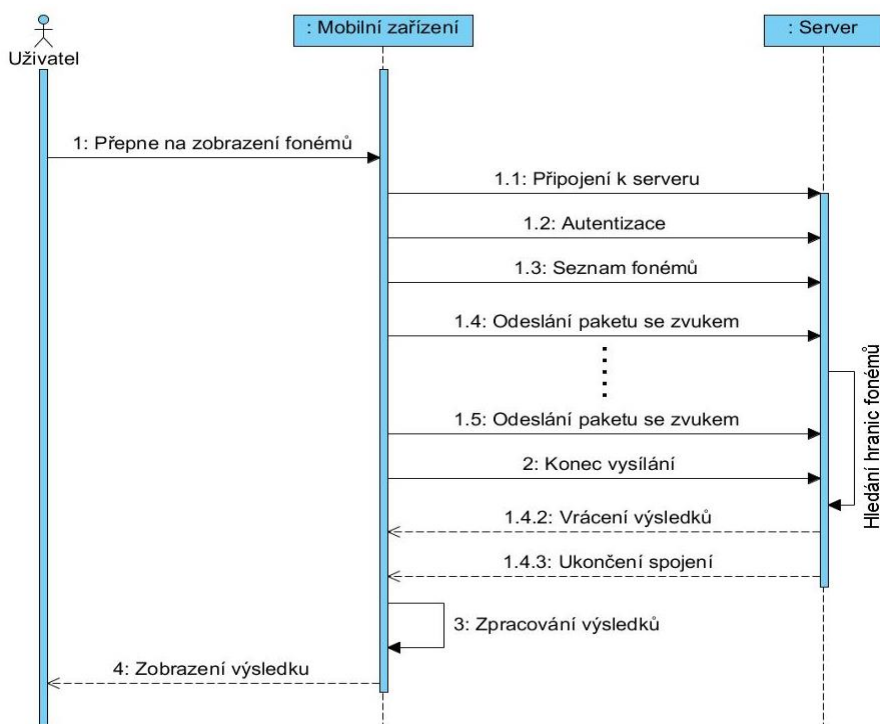 : Mobilní zařízení
: Server
Uživatel
1: Přepne na zobrazení fonémů
1.1: Připojení k serveru
1.2: Autentizace
1.3: Seznam fonémů
1.4: Odeslání paketu se zvukem
Hledání hranic fonémů
1.5: Odeslání paketu se zvukem
2: Konec vysílání
1.4.2: Vrácení výsledků
1.4.3: Ukončení spojení
3: Zpracování výsledků
4: Zobrazení výsledku